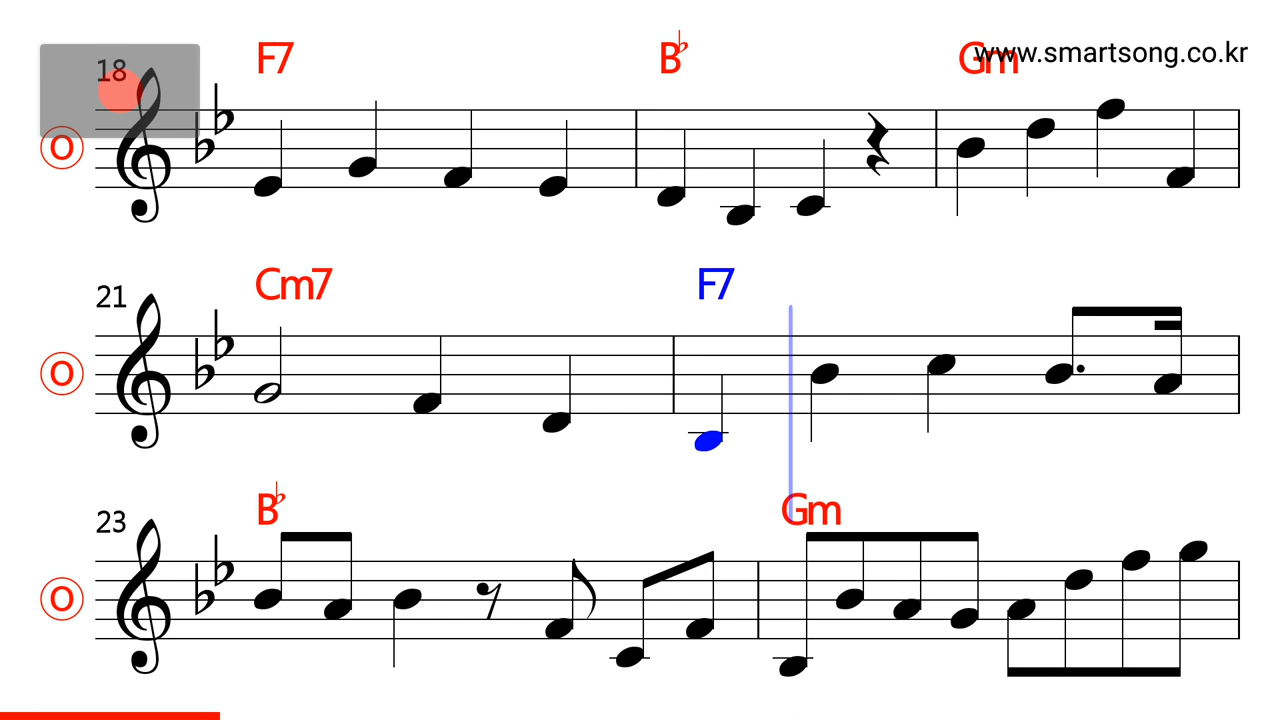 18 F7 B♭ Gm www.smartsong.co.kr
O
21 Cm7 F7
O
23 B♭ Gm
O